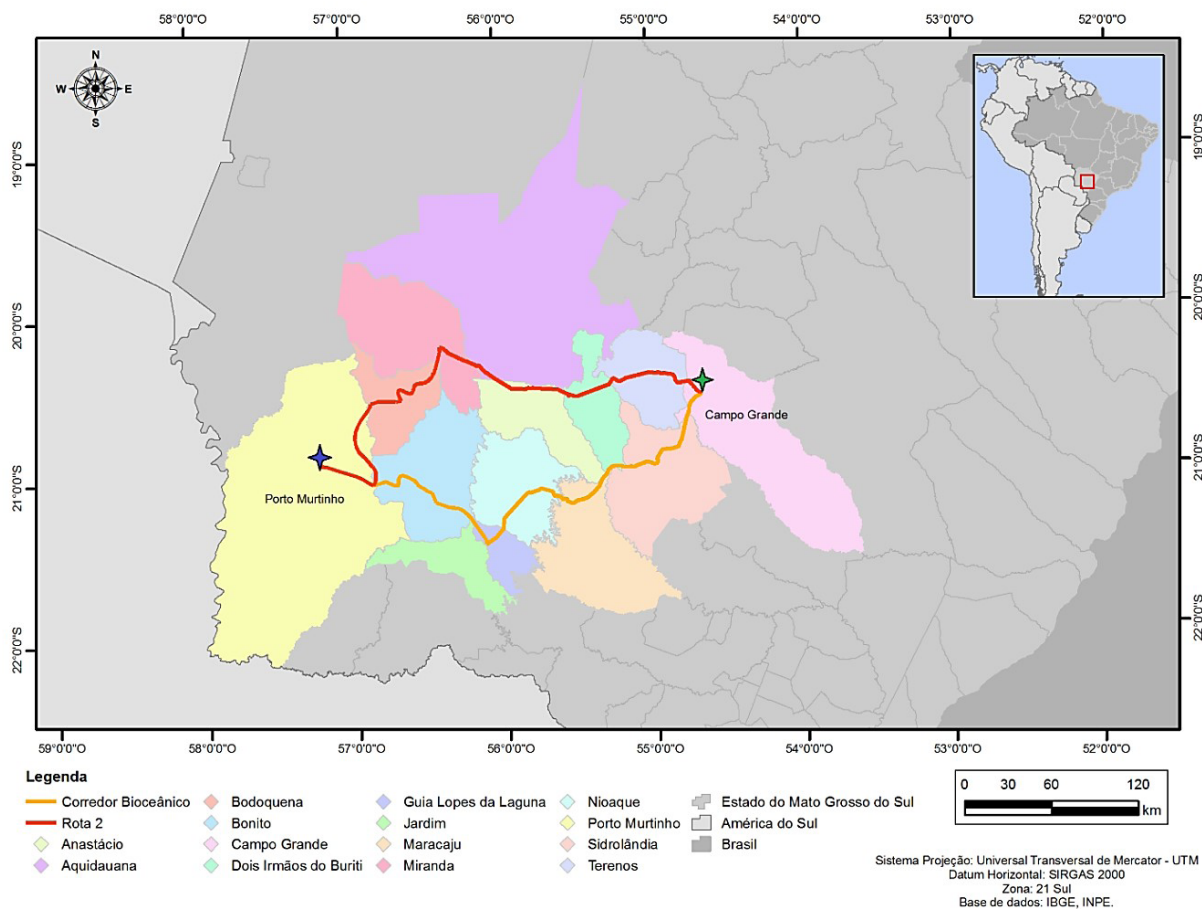 58°0'0"O 57°0'0"O 56°0'0"O 55°0'0"O 54°0'0"O 53°0'0"O 52°0'0"O
N
W E
S
19°0'0"S 19°0'0"S
20°0'0"S 20°0'0"S
21°0'0"S 21°0'0"S
22°0'0"S 22°0'0"S
Campo Grande
Porto Murtinho
59°0'0"O 58°0'0"O 57°0'0"O 56°0'0"O 55°0'0"O 54°0'0"O 53°0'0"O 52°0'0"O
Legenda
Corredor Bioceânico
Rota 2
Anastácio
Aquidauana
Bodoquena
Bonito
Campo Grande
Dois Irmãos do Buriti
Guia Lopes da Laguna
Jardim
Maracaju
Miranda
Nioaque
Porto Murtinho
Sidrolândia
Terenos
Estado do Mato Grosso do Sul
América do Sul
Brasil
0 30 60 120
km
Sistema Projeção: Universal Transversal de Mercator - UTM
Datum Horizontal: SIRGAS 2000
Zona: 21 Sul
Base de dados: IBGE, INPE.